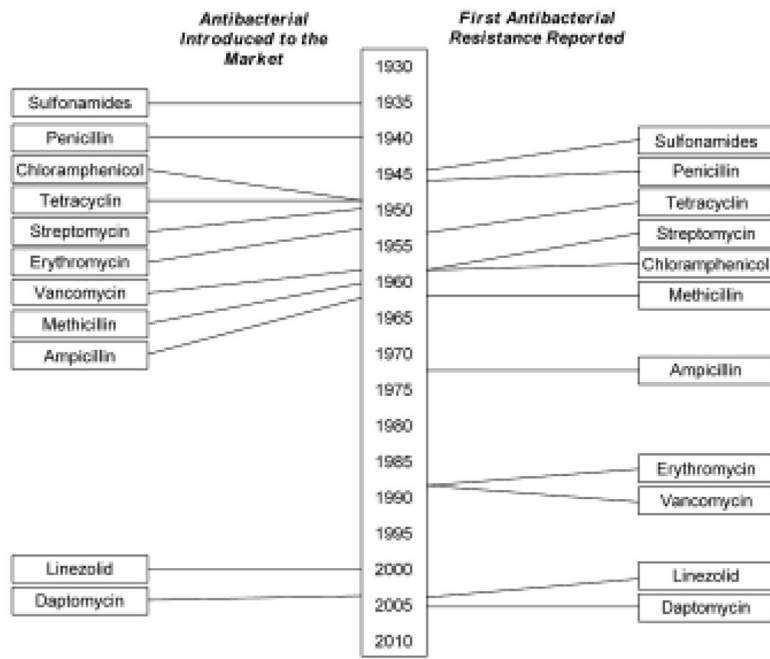 Antibacterial
Introduced to the
Market
First Antibacterial
Resistance Reported
Sulfonamides
Penicillin
Chloramphenicol
Tetracyclin
Streptomycin
Erythromycin
Vancomycin
Methicillin
Ampicillin
Linezolid
Daptomycin
1930
1935
1940
1945
1950
1955
1960
1965
1970
1975
1980
1985
1990
1995
2000
2005
2010
Sulfonamides
Penicillin
Tetracyclin
Streptomycin
Chloramphenicol
Methicillin
Ampicillin
Erythromycin
Vancomycin
Linezolid
Daptomycin